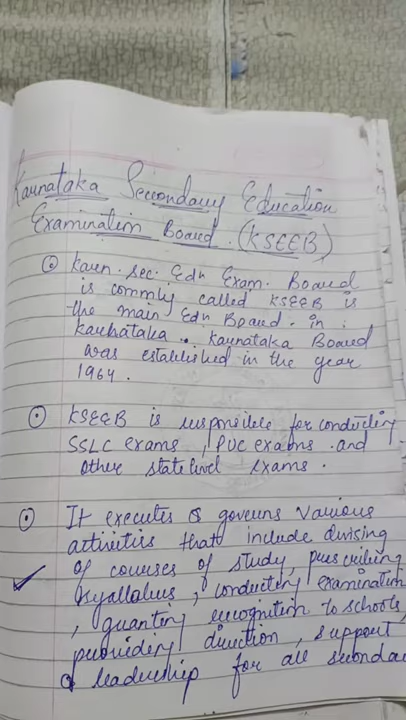 Karnataka Secondary Education
Examination Board. (KSEEB)
Karn. Sec. Edn Exam. Board
is commly called KSEEB is
the main Edn Board. in
Karnataka. Karnataka Board
was established in the year
1964.
KSEEB is responsible for conducting
SSLC exams, PUC exams and
other state level exams.
It executes & governs various
activities that include divising
of courses of study, prescribing
syallabus, conducting examination
, granting recognition to schools,
providing direction, support
& leadership for all seconda